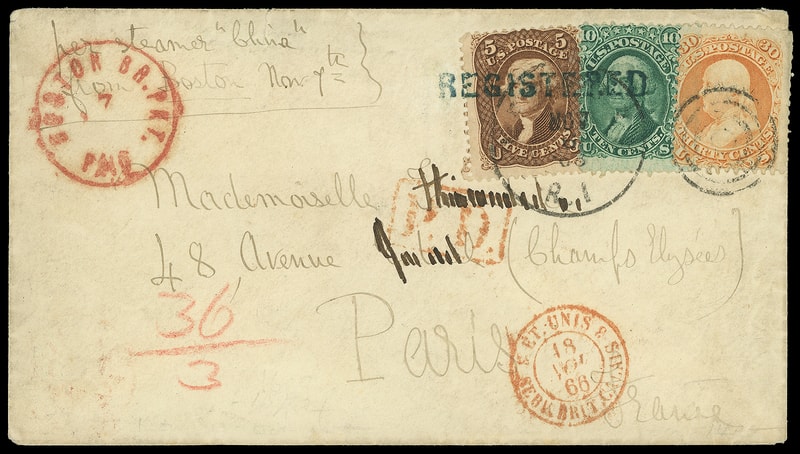 per steamer "China"
from Boston Nov 7th
BOSTON BR. PKT.
7
PAID
REGISTERED
5 5
U.S. POSTAGE
FIVE CENTS
U S
10 10
U.S. POSTAGE
TEN CENTS
U S
30 30
U.S. POSTAGE
THIRTY CENTS
R.I
Mademoiselle
P.D.
48, Avenue (Champs Elysées)
36
3
Paris
ET. UNIS &
18
NOV
66
France